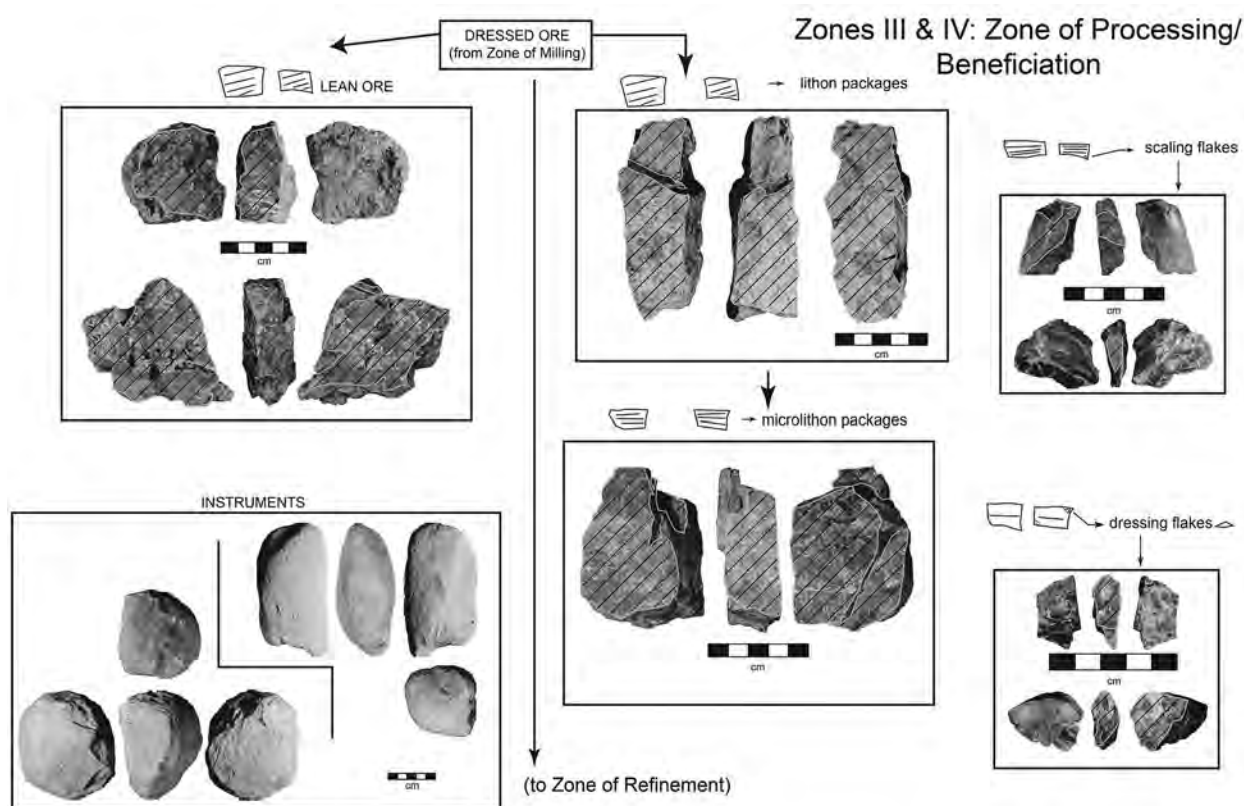 Zones III & IV: Zone of Processing/
Beneficiation
DRESSED ORE
(from Zone of Milling)
LEAN ORE
cm
lithon packages
cm
scaling flakes
cm
microlithon packages
cm
dressing flakes
cm
INSTRUMENTS
cm
(to Zone of Refinement)